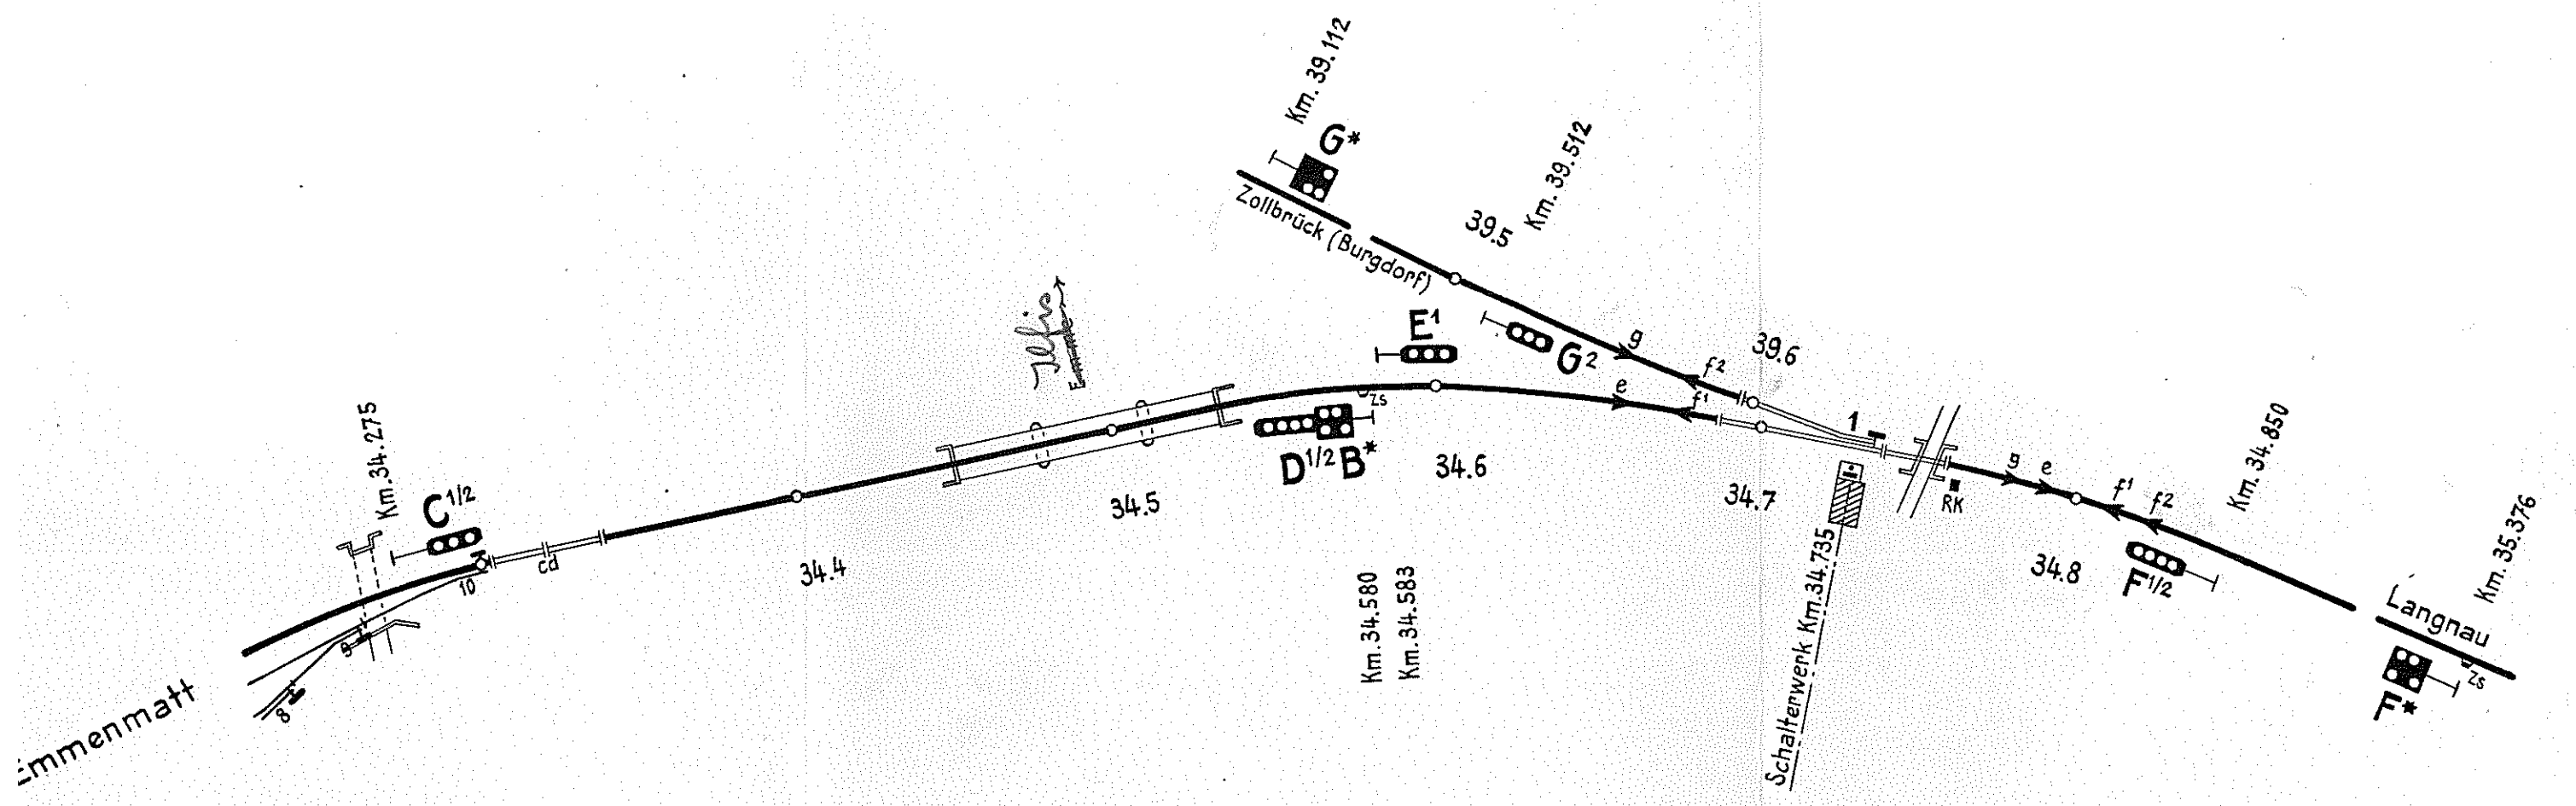 Km. 39.112
G*
Zollbrück (Burgdorf)
39.5
Km. 39.512
E1
G2
g
f2
39.6
e
f1
1
Ilfis
Km. 34.275
C1/2
10
cd
9
8
Emmenmatt
34.4
34.5
Zs
D1/2 B*
34.6
Km. 34.580
Km. 34.583
34.7
Schalterwerk Km. 34.735
RK
g e
f1 f2
34.8
F1/2
Km. 34.850
Km. 35.376
Langnau
Zs
F*